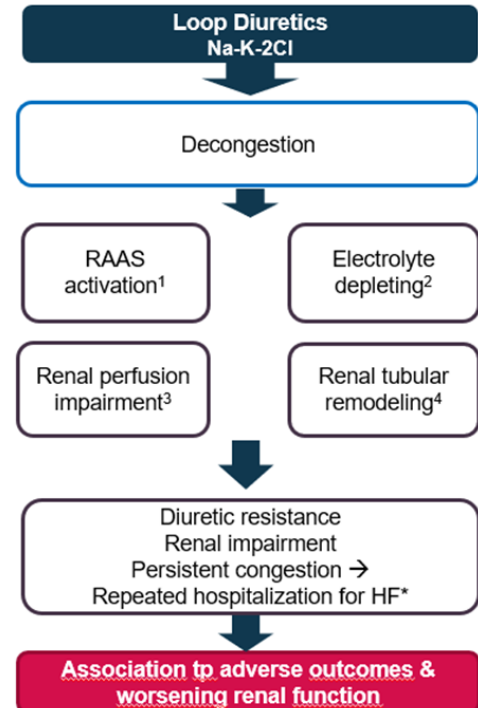 Loop Diuretics
Na-K-2Cl
Decongestion
RAAS
activation¹
Electrolyte
depleting²
Renal perfusion
impairment³
Renal tubular
remodeling⁴
Diuretic resistance
Renal impairment
Persistent congestion →
Repeated hospitalization for HF*
Association tp adverse outcomes &
worsening renal function